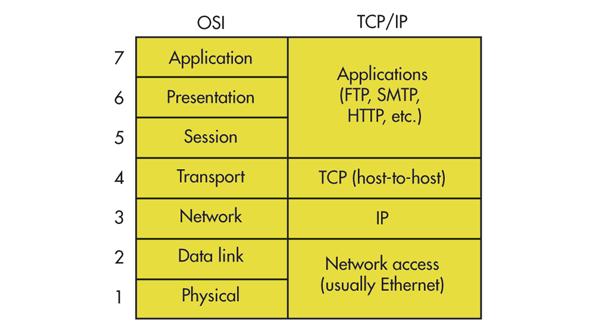 OSI TCP/IP
7 Application
6 Presentation
5 Session
Applications
(FTP, SMTP,
HTTP, etc.)
4 Transport TCP (host-to-host)
3 Network IP
2 Data link
1 Physical
Network access
(usually Ethernet)